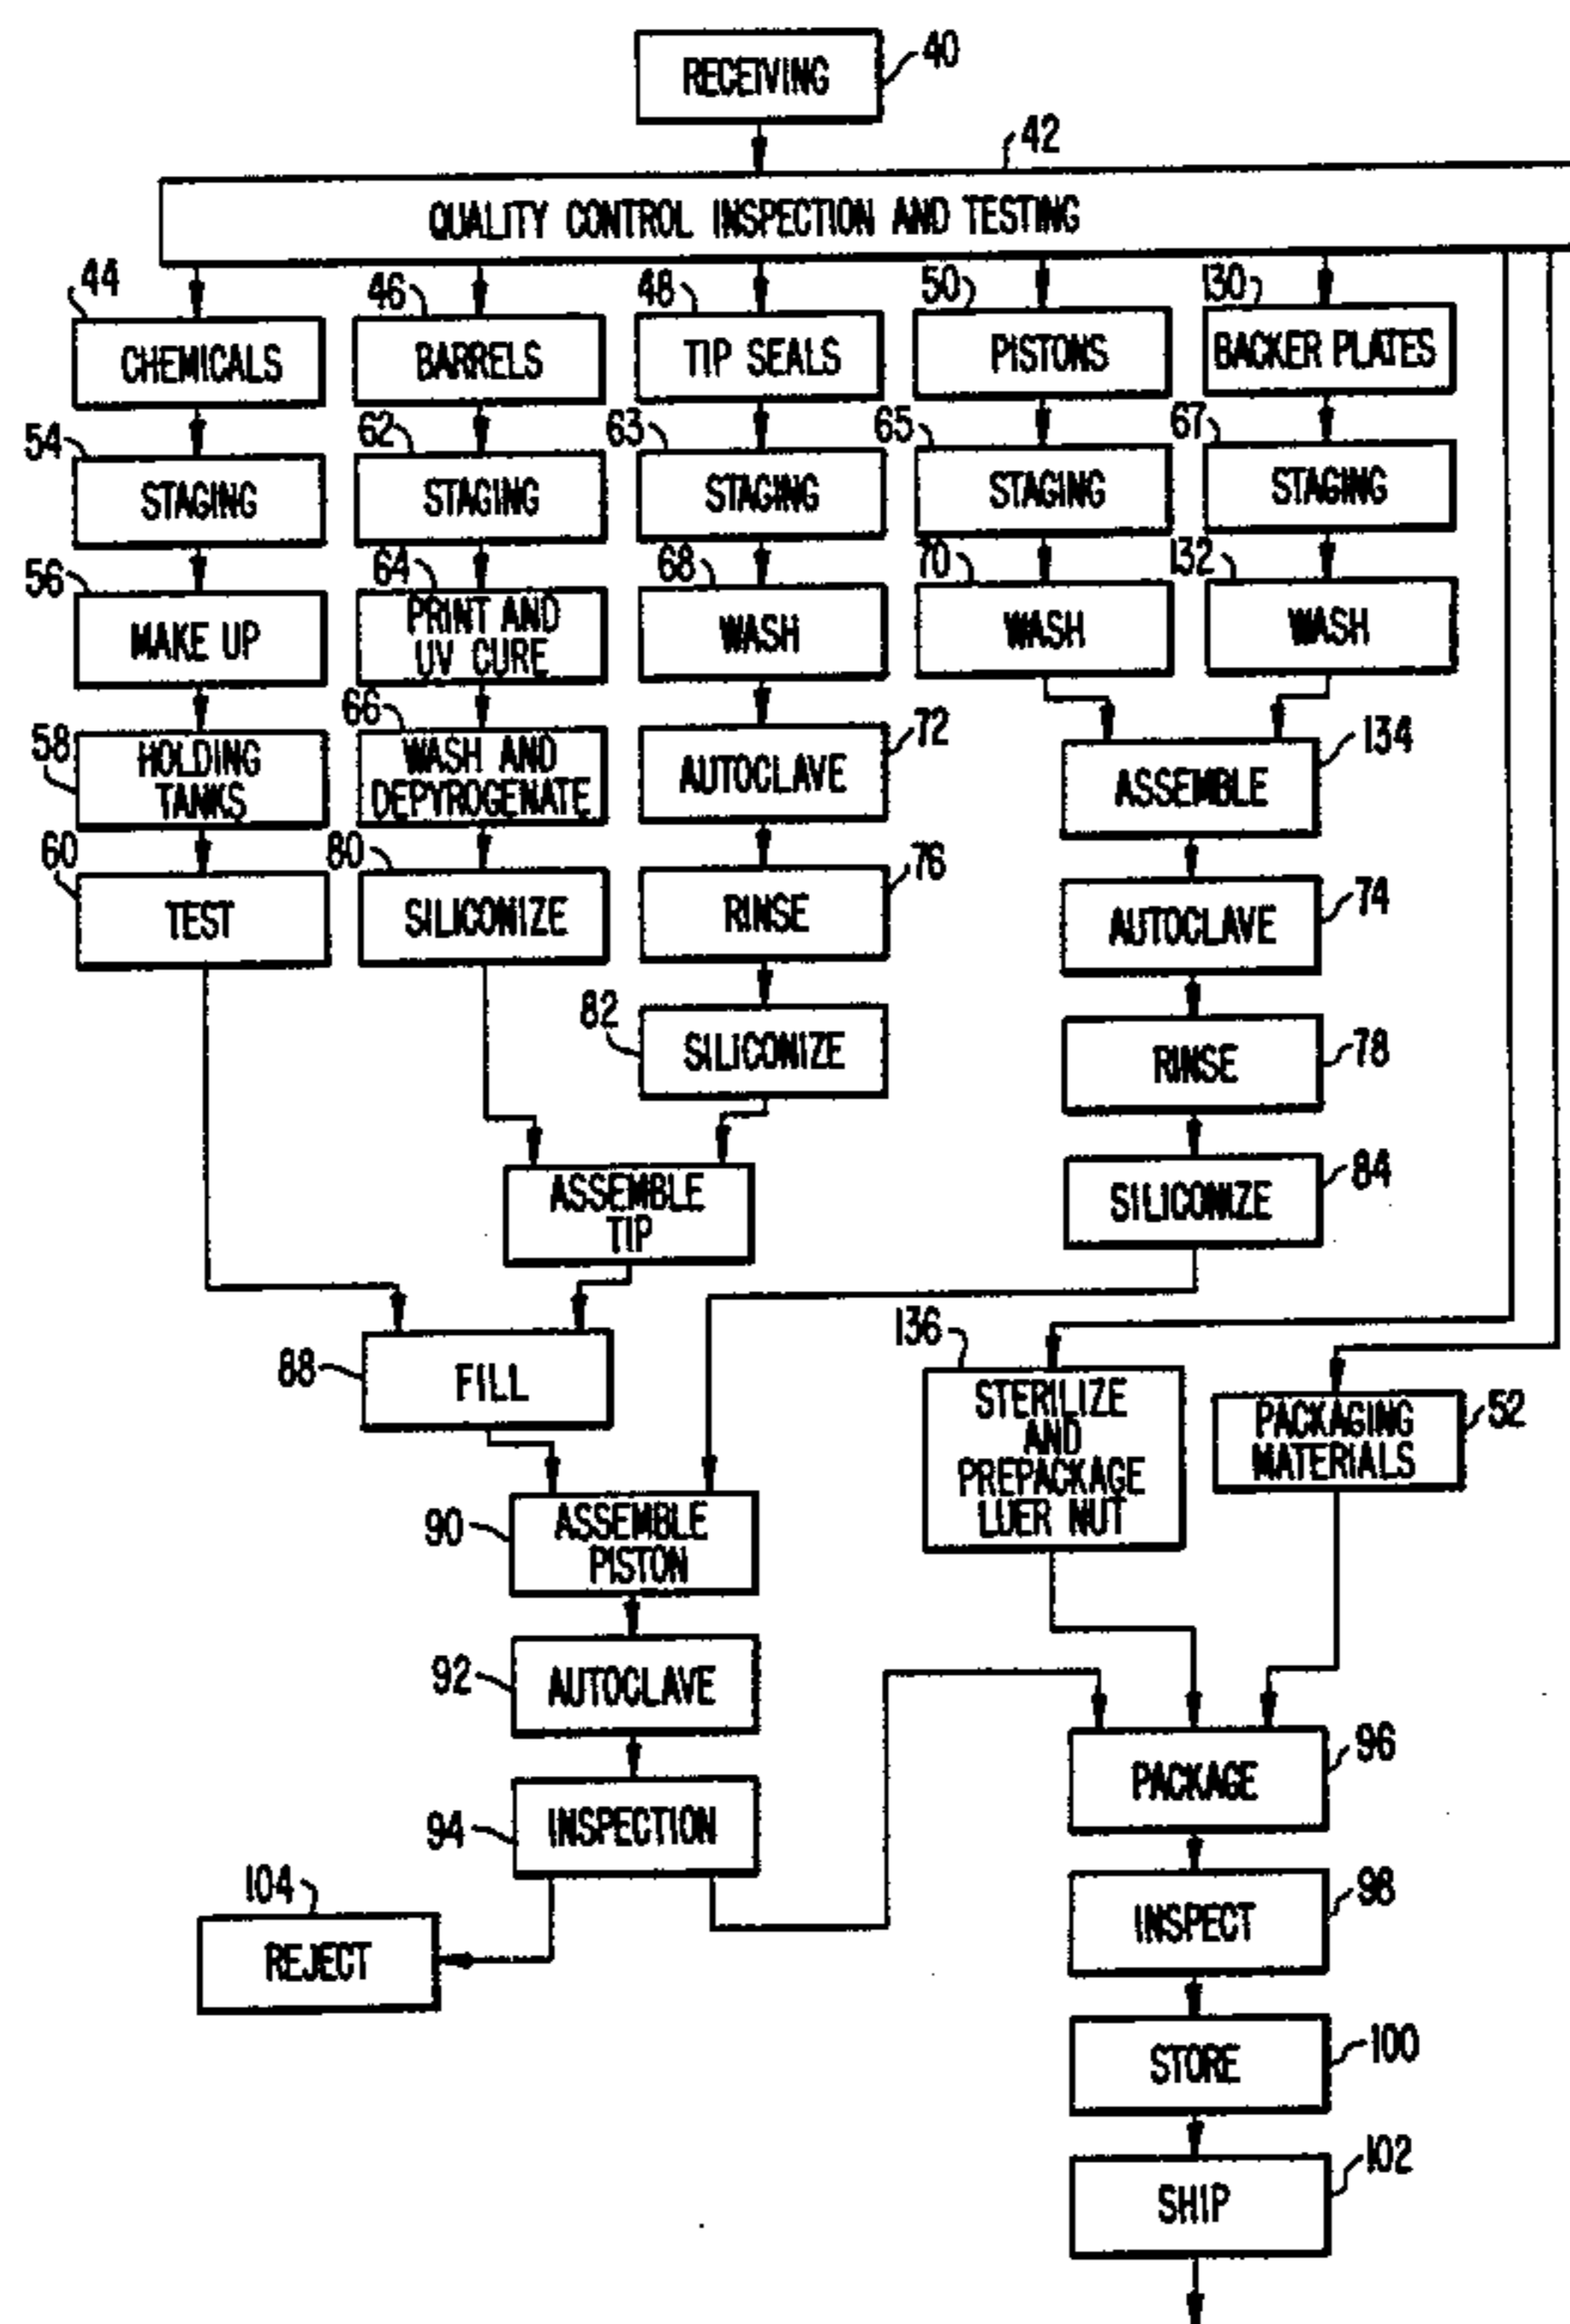 RECEIVING
40
42
QUALITY CONTROL INSPECTION AND TESTING
44
46
48
50
130
CHEMICALS
BARRELS
TIP SEALS
PISTONS
BACKER PLATES
54
62
63
65
67
STAGING
STAGING
STAGING
STAGING
STAGING
56
64
68
70
132
MAKE UP
PRINT AND
UV CURE
WASH
WASH
WASH
58
66
72
134
HOLDING
TANKS
WASH AND
DEPYROGENATE
AUTOCLAVE
ASSEMBLE
60
80
76
74
TEST
SILICONIZE
RINSE
AUTOCLAVE
82
SILICONIZE
78
RINSE
ASSEMBLE
TIP
84
SILICONIZE
88
FILL
136
STERILIZE
AND
PREPACKAGE
LUER NUT
52
PACKAGING
MATERIALS
90
ASSEMBLE
PISTON
92
AUTOCLAVE
96
PACKAGE
94
INSPECTION
98
INSPECT
104
REJECT
100
STORE
102
SHIP